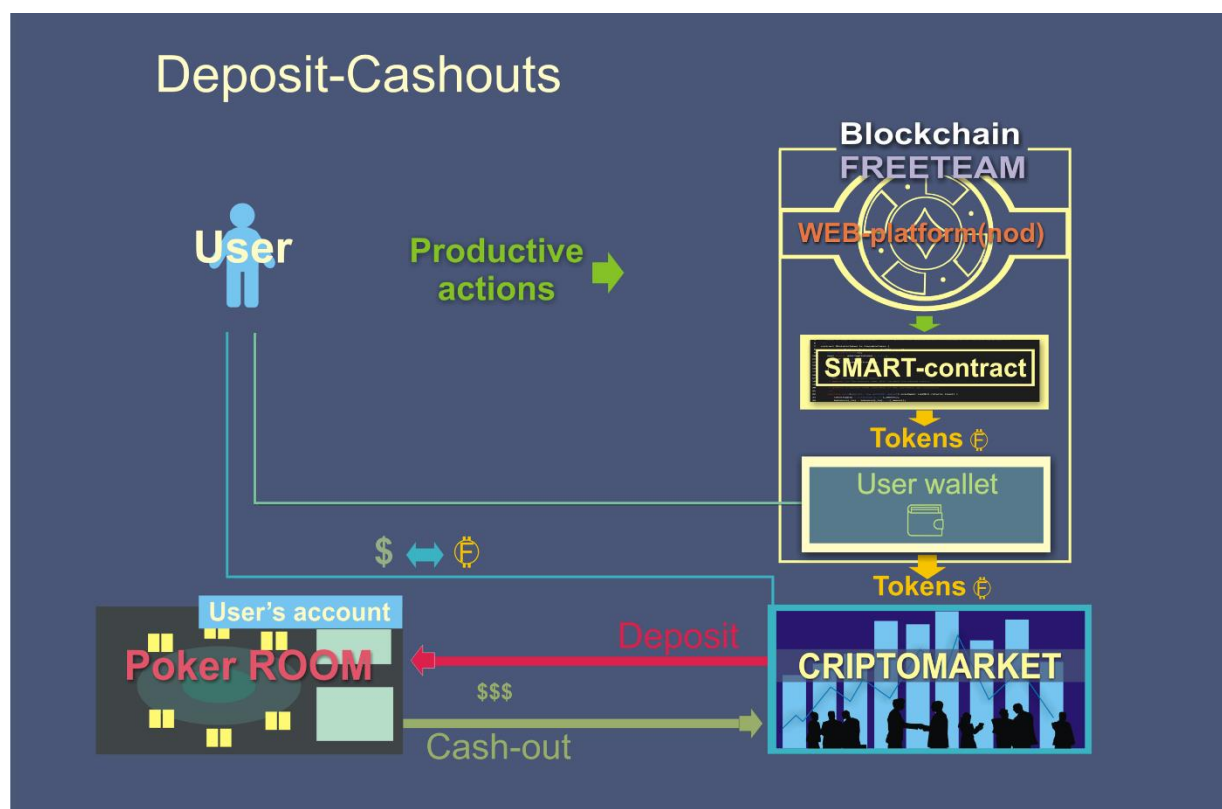 Deposit-Cashouts
Blockchain
FREETEAM
WEB-platform(nod)
User
Productive
actions
SMART-contract
Tokens
User wallet
$
Tokens
User's account
Poker ROOM
Deposit
CRIPTOMARKET
$$$
Cash-out